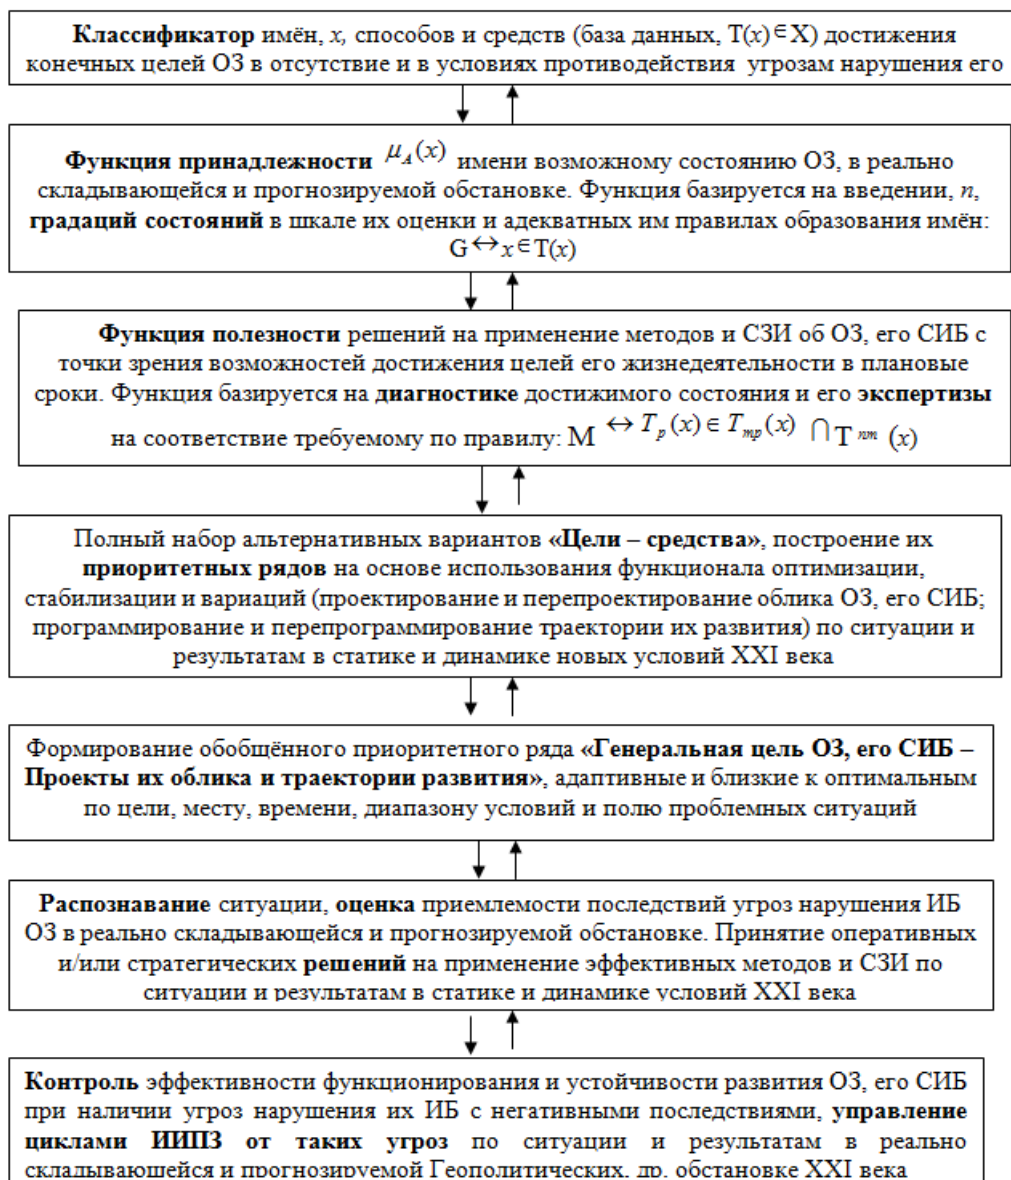 Классификатор имён, x, способов и средств (база данных, T(x)∈X) достижения
конечных целей ОЗ в отсутствие и в условиях противодействия угрозам нарушения его
Функция принадлежности μ_A(x) имени возможному состоянию ОЗ, в реально
складывающейся и прогнозируемой обстановке. Функция базируется на введении, n,
градаций состояний в шкале их оценки и адекватных им правилах образования имён:
G↔x∈T(x)
Функция полезности решений на применение методов и СЗИ об ОЗ, его СИБ с
точки зрения возможностей достижения целей его жизнедеятельности в плановые
сроки. Функция базируется на диагностике достижимого состояния и его экспертизы
на соответствие требуемому по правилу: M ↔ T_p(x)∈T_mp(x) ∩ T^nm (x)
Полный набор альтернативных вариантов «Цели – средства», построение их
приоритетных рядов на основе использования функционала оптимизации,
стабилизации и вариаций (проектирование и перепроектирование облика ОЗ, его СИБ;
программирование и перепрограммирование траектории их развития) по ситуации и
результатам в статике и динамике новых условий XXI века
Формирование обобщённого приоритетного ряда «Генеральная цель ОЗ, его СИБ –
Проекты их облика и траектории развития», адаптивные и близкие к оптимальным
по цели, месту, времени, диапазону условий и полю проблемных ситуаций
Распознавание ситуации, оценка приемлемости последствий угроз нарушения ИБ
ОЗ в реально складывающейся и прогнозируемой обстановке. Принятие оперативных
и/или стратегических решений на применение эффективных методов и СЗИ по
ситуации и результатам в статике и динамике условий XXI века
Контроль эффективности функционирования и устойчивости развития ОЗ, его СИБ
при наличии угроз нарушения их ИБ с негативными последствиями, управление
циклами ИИПЗ от таких угроз по ситуации и результатам в реально
складывающейся и прогнозируемой Геополитических, др. обстановке XXI века